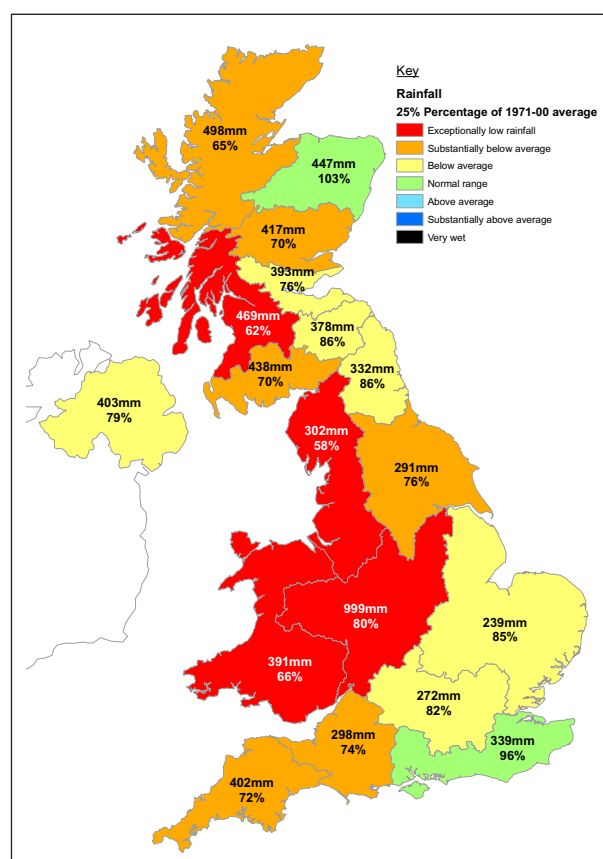 Key
Rainfall
25% Percentage of 1971-00 average
Exceptionally low rainfall
Substantially below average
Below average
Normal range
Above average
Substantially above average
Very wet
498mm
65%
447mm
103%
417mm
70%
393mm
76%
469mm
62%
378mm
86%
438mm
70%
332mm
86%
403mm
79%
302mm
58%
291mm
76%
999mm
80%
239mm
85%
391mm
66%
272mm
82%
298mm
74%
339mm
96%
402mm
72%